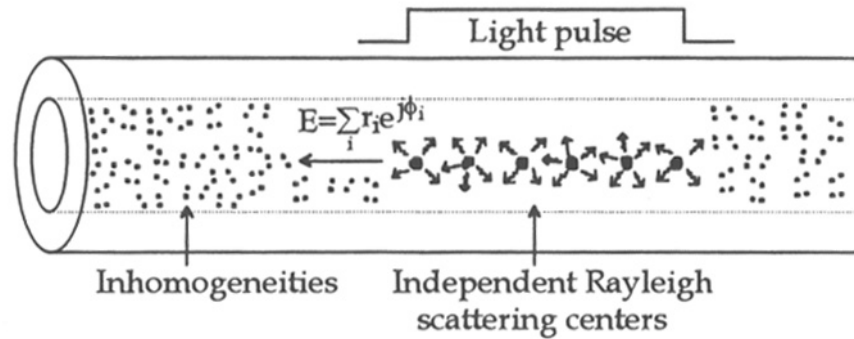 Light pulse
E=∑ᵢrᵢe^jϕᵢ
Inhomogeneities
Independent Rayleigh
scattering centers